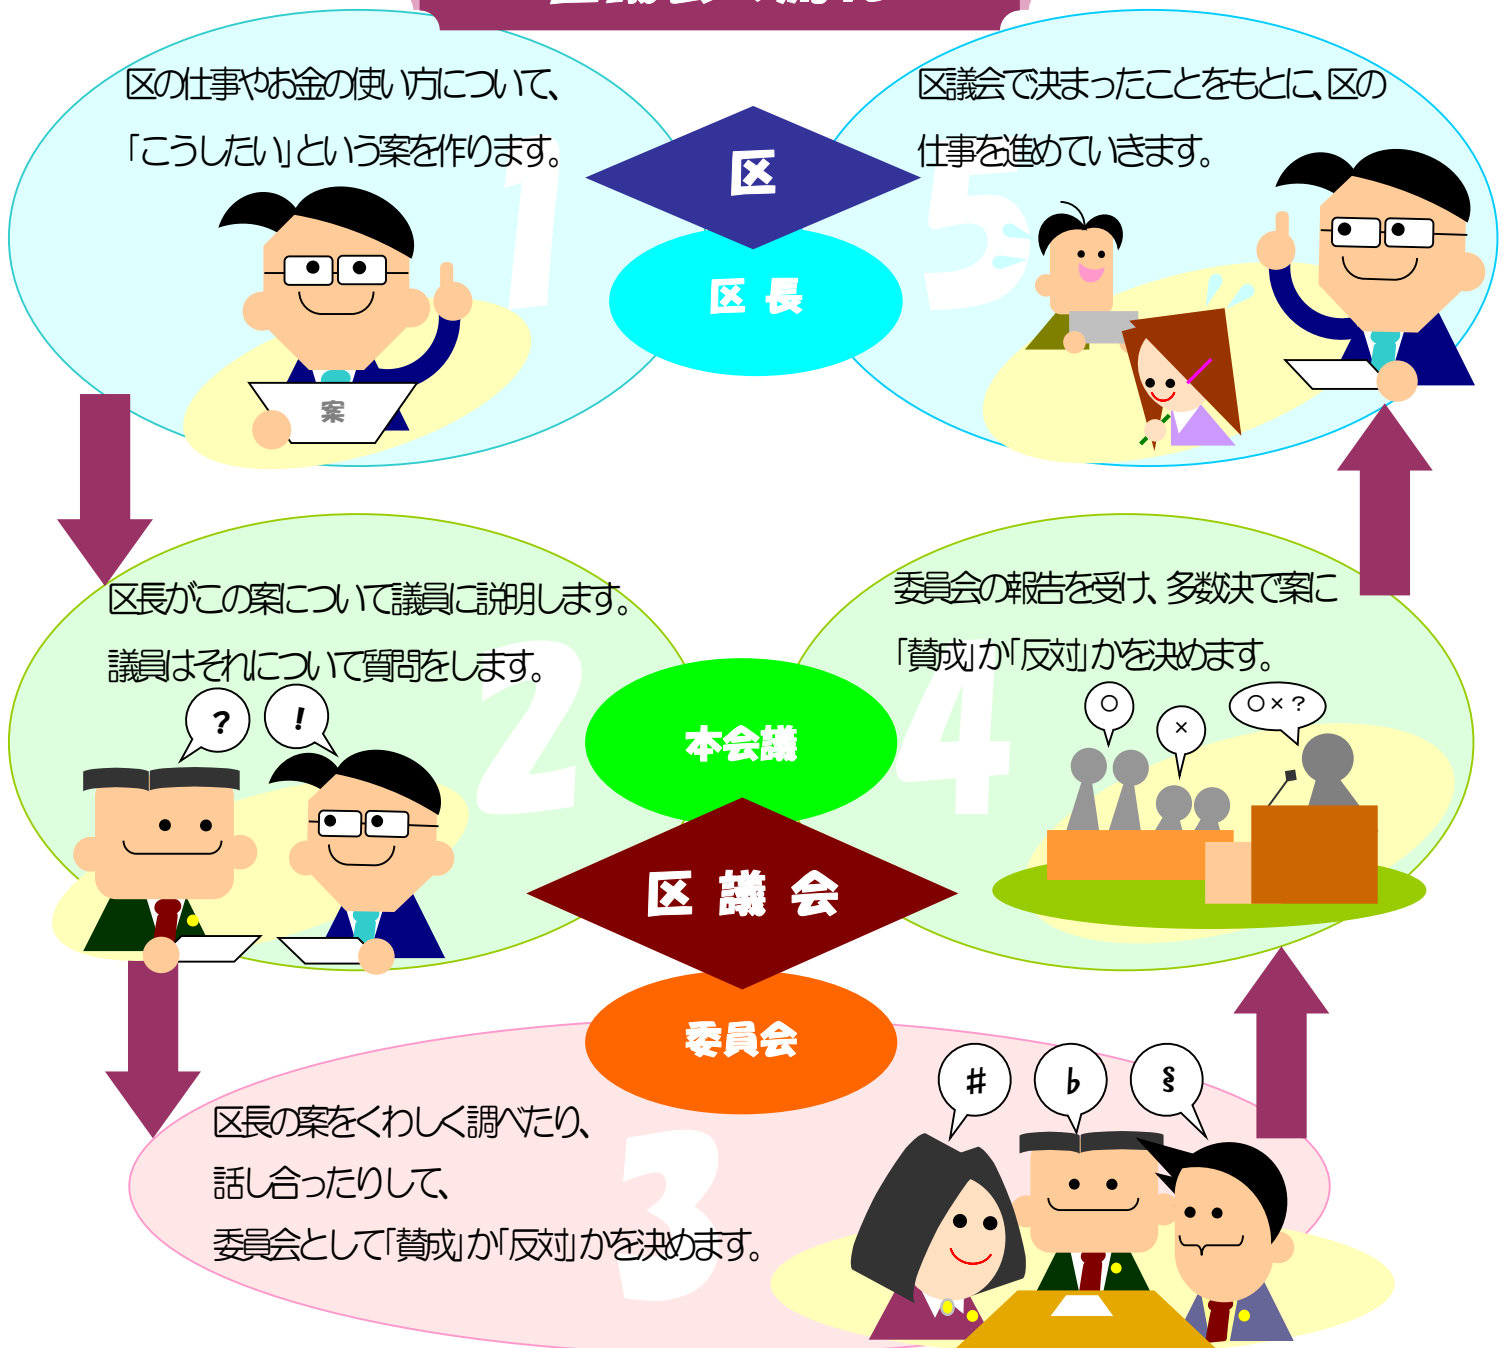 区の仕事やお金の使い方について、
「こうしたい」という案を作ります。
1
案
区
区 長
区議会で決まったことをもとに、区の
仕事を進めていきます。
5
区長がこの案について議員に説明します。
議員はそれについて質問をします。
2
?
!
本会議
区 議 会
委員会
委員会の報告を受け、多数決で案に
「賛成」か「反対」かを決めます。
4
○
×
○×?
区長の案をくわしく調べたり、
話し合ったりして、
委員会として「賛成」か「反対」かを決めます。
3
♯
♭
§